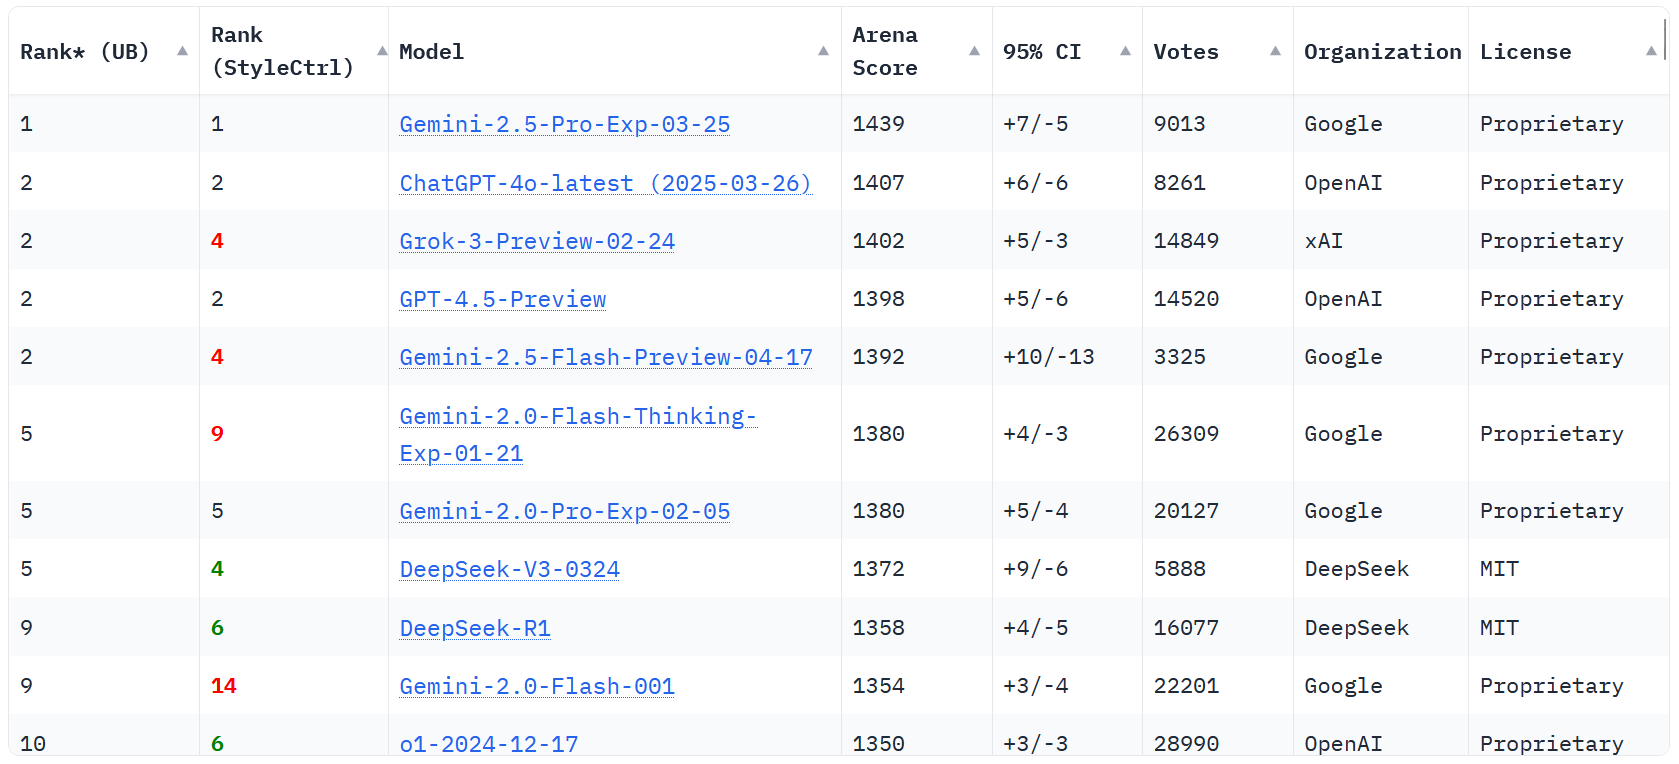 Rank* (UB) Rank (StyleCtrl) Model Arena Score 95% CI Votes Organization License
1 1 Gemini-2.5-Pro-Exp-03-25 1439 +7/-5 9013 Google Proprietary
2 2 ChatGPT-4o-latest (2025-03-26) 1407 +6/-6 8261 OpenAI Proprietary
2 4 Grok-3-Preview-02-24 1402 +5/-3 14849 xAI Proprietary
2 2 GPT-4.5-Preview 1398 +5/-6 14520 OpenAI Proprietary
2 4 Gemini-2.5-Flash-Preview-04-17 1392 +10/-13 3325 Google Proprietary
5 9 Gemini-2.0-Flash-Thinking-Exp-01-21 1380 +4/-3 26309 Google Proprietary
5 5 Gemini-2.0-Pro-Exp-02-05 1380 +5/-4 20127 Google Proprietary
5 4 DeepSeek-V3-0324 1372 +9/-6 5888 DeepSeek MIT
9 6 DeepSeek-R1 1358 +4/-5 16077 DeepSeek MIT
9 14 Gemini-2.0-Flash-001 1354 +3/-4 22201 Google Proprietary
10 6 o1-2024-12-17 1350 +3/-3 28990 OpenAI Proprietary